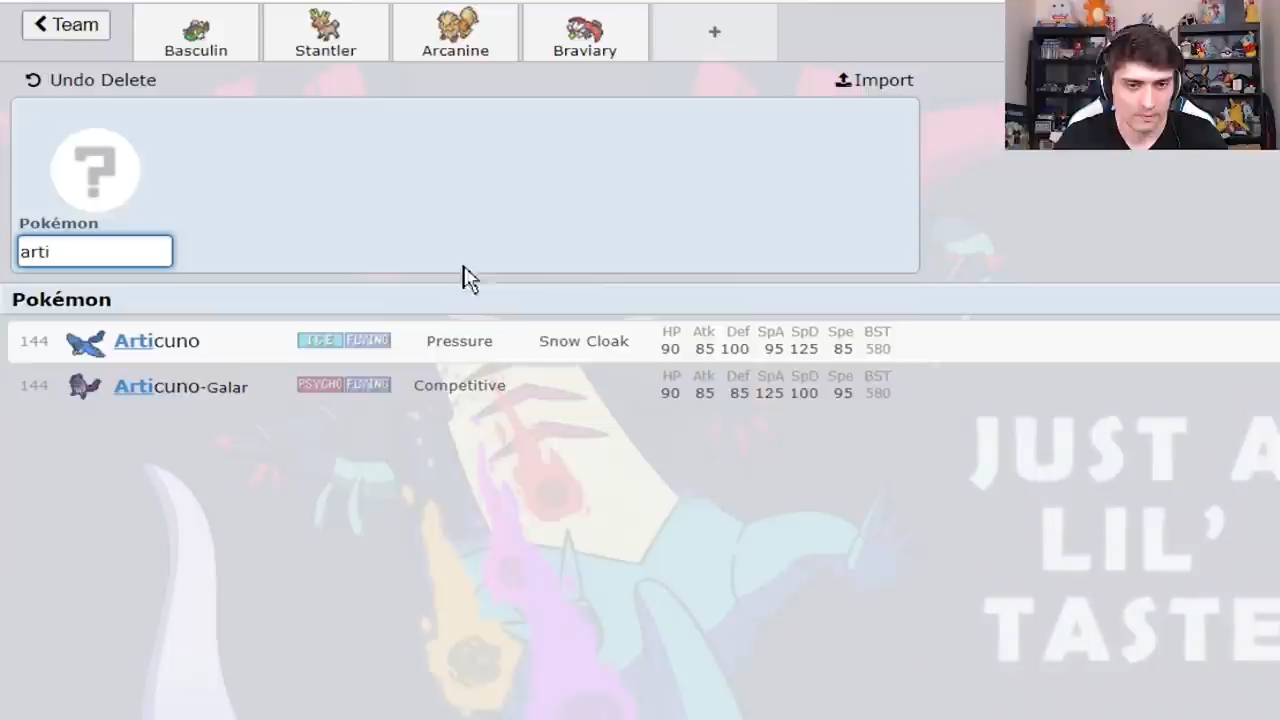 Team
Basculin
Stantler
Arcanine
Braviary
+
Undo Delete
Import
?
Pokémon
arti
Pokémon
144 Articuno ICE FLYING Pressure Snow Cloak HP 90 Atk 85 Def 100 SpA 95 SpD 125 Spe 85 BST 580
144 Articuno-Galar PSYCHC FLYING Competitive HP 90 Atk 85 Def 85 SpA 125 SpD 100 Spe 95 BST 580
JUST A
LIL'
TASTE